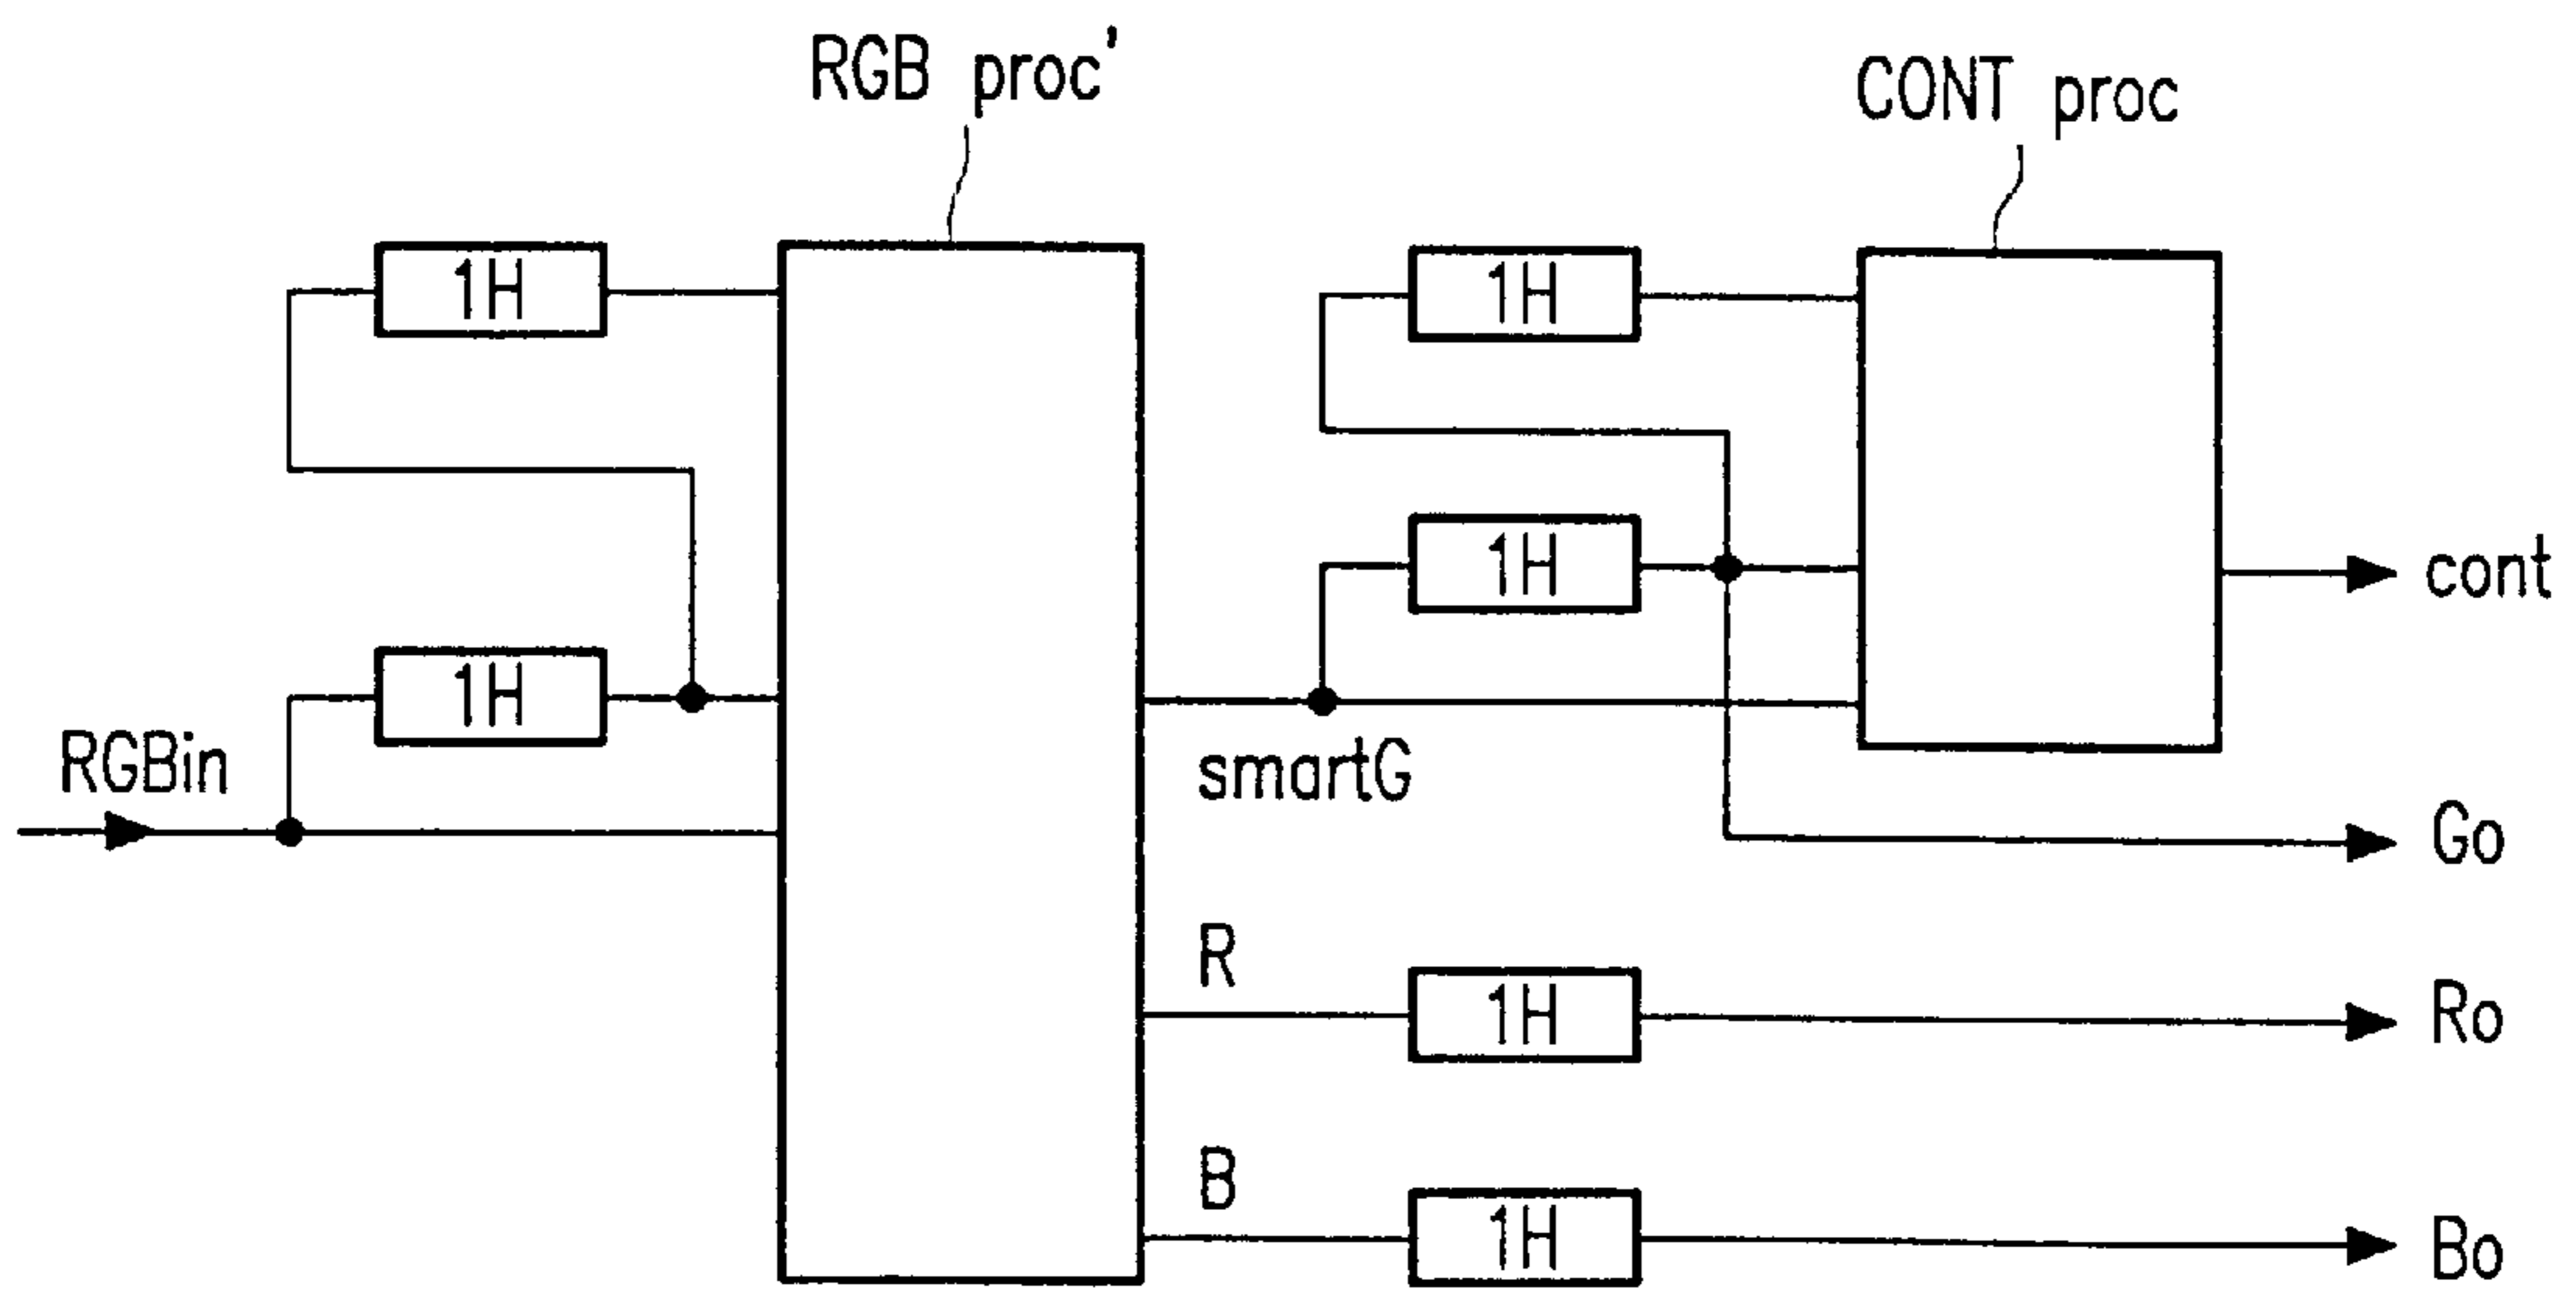 RGB proc'
CONT proc
1H
1H
1H
1H
cont
RGBin
smartG
Go
R
1H
Ro
B
1H
Bo